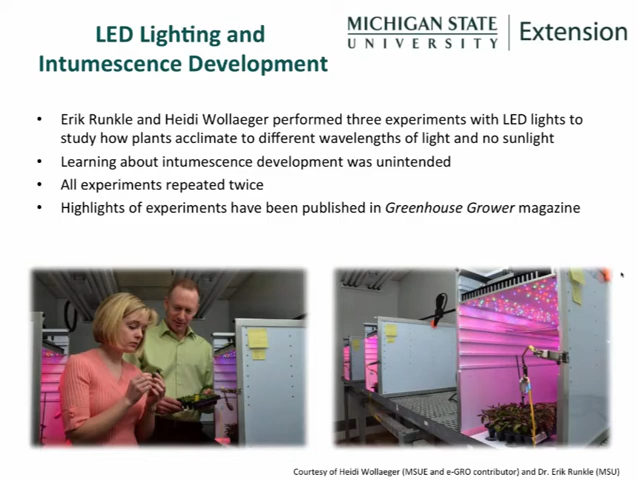 LED Lighting and
Intumescence Development
MICHIGAN STATE
UNIVERSITY
Extension
• Erik Runkle and Heidi Wollaeger performed three experiments with LED lights to
study how plants acclimate to different wavelengths of light and no sunlight
• Learning about intumescence development was unintended
• All experiments repeated twice
• Highlights of experiments have been published in Greenhouse Grower magazine
Courtesy of Heidi Wollaeger (MSUE and e-GRO contributor) and Dr. Erik Runkle (MSU)